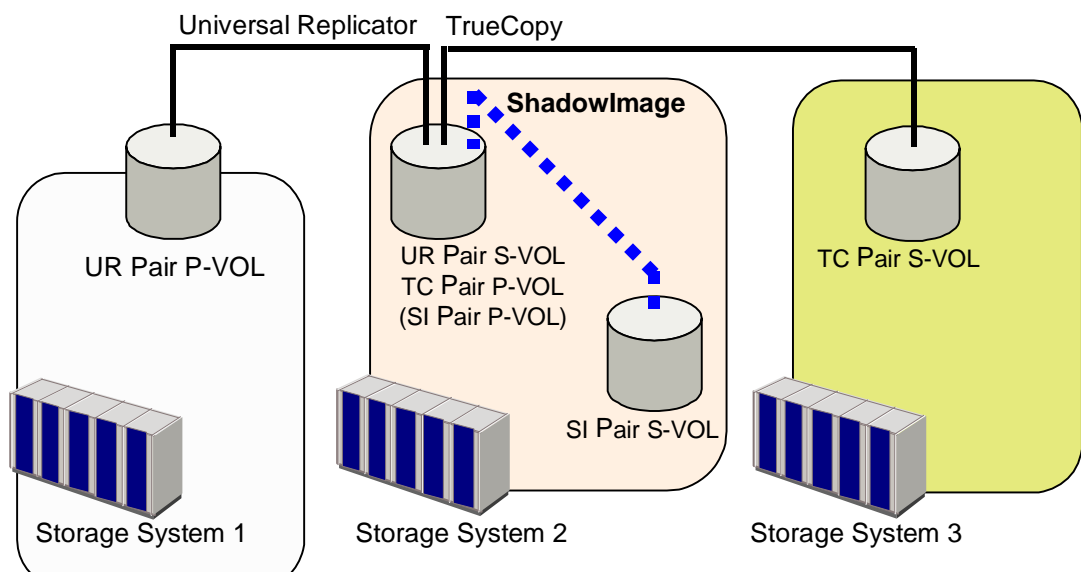 Universal Replicator
TrueCopy
ShadowImage
UR Pair P-VOL
UR Pair S-VOL
TC Pair P-VOL
(SI Pair P-VOL)
TC Pair S-VOL
SI Pair S-VOL
Storage System 1
Storage System 2
Storage System 3